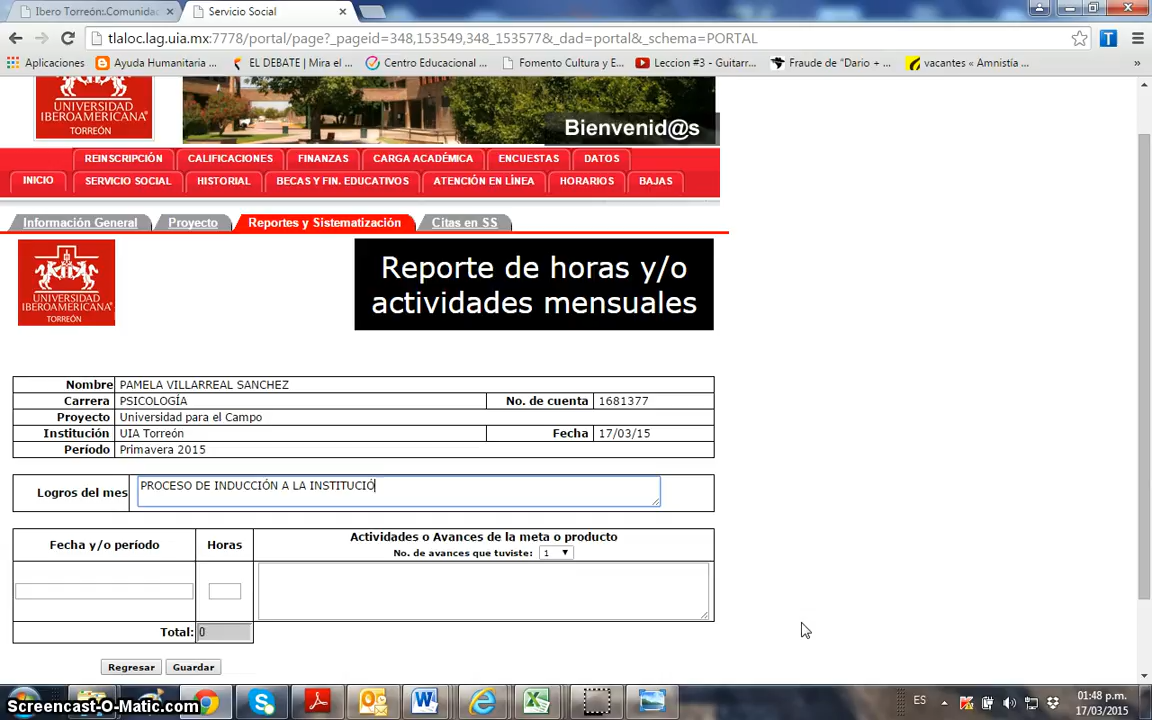 Ibero Torreón:.Comunidad
Servicio Social
tlaloc.lag.uia.mx:7778/portal/page?_pageid=348,153549,348_153577&_dad=portal&_schema=PORTAL
Aplicaciones
Ayuda Humanitaria ...
EL DEBATE | Mira el ...
Centro Educacional ...
Fomento Cultura y E...
Leccion #3 - Guitarr...
Fraude de "Dario + ...
vacantes « Amnistía ...
»
UNIVERSIDAD
IBEROAMERICANA
TORREÓN
Bienvenid@s
REINSCRIPCIÓN CALIFICACIONES FINANZAS CARGA ACADÉMICA ENCUESTAS DATOS
INICIO SERVICIO SOCIAL HISTORIAL BECAS Y FIN. EDUCATIVOS ATENCIÓN EN LÍNEA HORARIOS BAJAS
Información General Proyecto Reportes y Sistematización Citas en SS
UNIVERSIDAD
IBEROAMERICANA
TORREÓN
Reporte de horas y/o
actividades mensuales
Nombre PAMELA VILLARREAL SANCHEZ
Carrera PSICOLOGÍA No. de cuenta 1681377
Proyecto Universidad para el Campo
Institución UIA Torreón Fecha 17/03/15
Período Primavera 2015
Logros del mes PROCESO DE INDUCCIÓN A LA INSTITUCIÓ
Fecha y/o período Horas Actividades o Avances de la meta o producto
No. de avances que tuviste: 1
Total: 0
Regresar Guardar
Screencast-O-Matic.com
ES
01:48 p.m.
17/03/2015